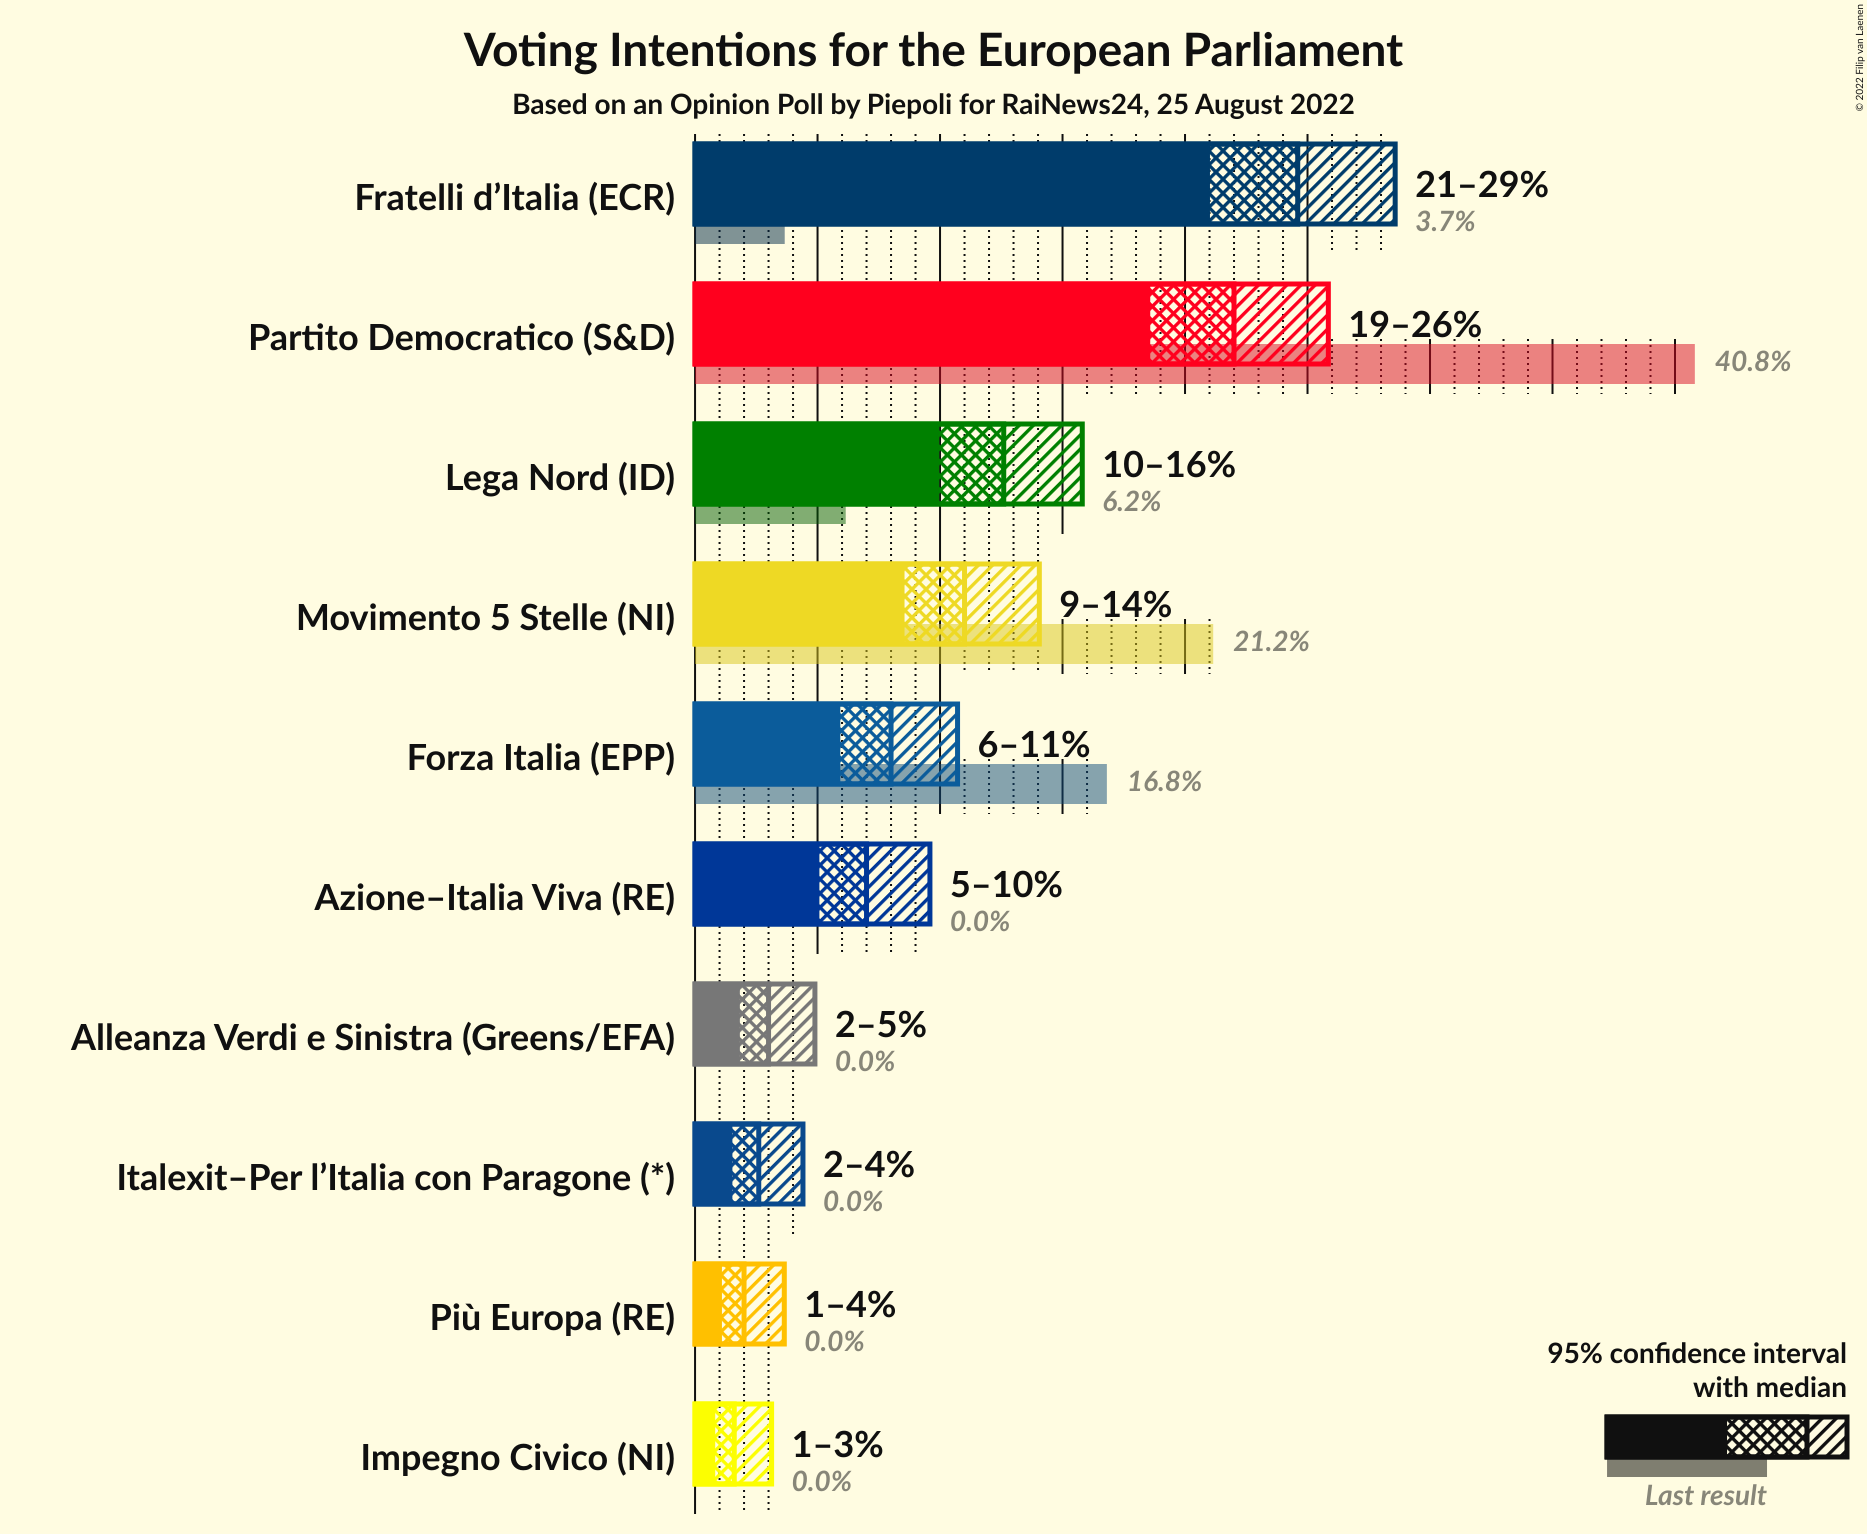 Voting Intentions for the European Parliament
Based on an Opinion Poll by Piepoli for RaiNews24, 25 August 2022
© 2022 Filip van Laenen
Fratelli d’Italia (ECR)
21–29%
3.7%
Partito Democratico (S&D)
19–26%
40.8%
Lega Nord (ID)
10–16%
6.2%
Movimento 5 Stelle (NI)
9–14%
21.2%
Forza Italia (EPP)
6–11%
16.8%
Azione–Italia Viva (RE)
5–10%
0.0%
Alleanza Verdi e Sinistra (Greens/EFA)
2–5%
0.0%
Italexit–Per l’Italia con Paragone (*)
2–4%
0.0%
Più Europa (RE)
1–4%
0.0%
Impegno Civico (NI)
1–3%
0.0%
95% confidence interval
with median
Last result